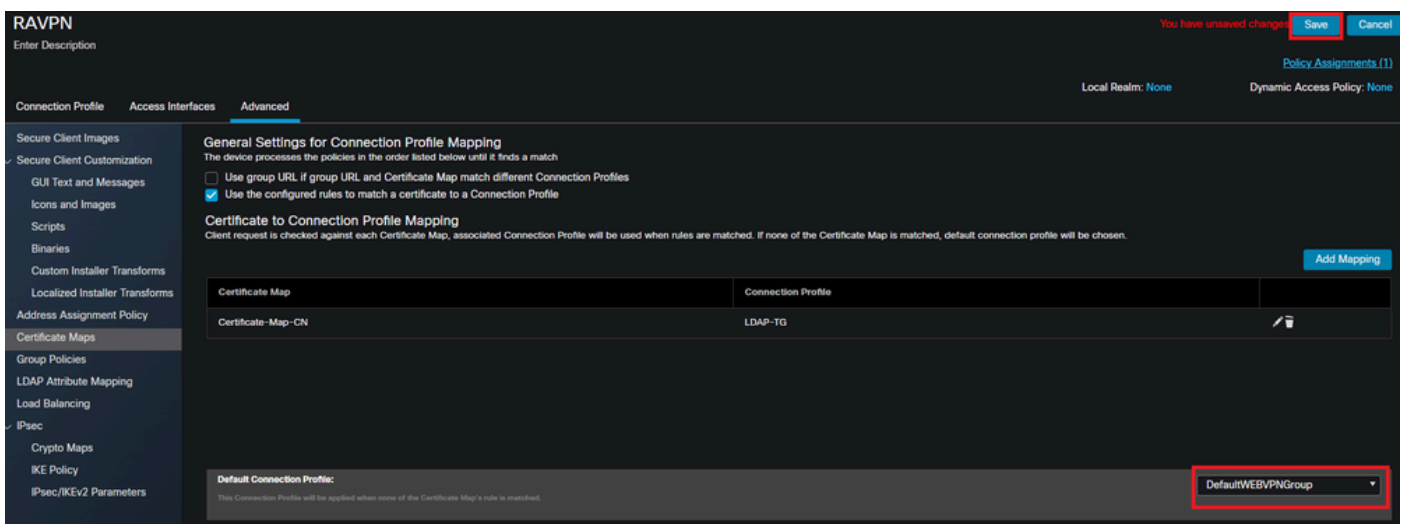 RAVPN
You have unsaved changes Save Cancel
Enter Description
Policy Assignments (1)
Local Realm: None Dynamic Access Policy: None
Connection Profile Access Interfaces Advanced
Secure Client Images
Secure Client Customization
GUI Text and Messages
Icons and Images
Scripts
Binaries
Custom Installer Transforms
Localized Installer Transforms
Address Assignment Policy
Certificate Maps
Group Policies
LDAP Attribute Mapping
Load Balancing
IPsec
Crypto Maps
IKE Policy
IPsec/IKEv2 Parameters
General Settings for Connection Profile Mapping
The device processes the policies in the order listed below until it finds a match
Use group URL if group URL and Certificate Map match different Connection Profiles
Use the configured rules to match a certificate to a Connection Profile
Certificate to Connection Profile Mapping
Client request is checked against each Certificate Map, associated Connection Profile will be used when rules are matched. If none of the Certificate Map is matched, default connection profile will be chosen.
Add Mapping
Certificate Map Connection Profile
Certificate-Map-CN LDAP-TG
Default Connection Profile:
This Connection Profile will be applied when none of the Certificate Map's rule is matched.
DefaultWEBVPNGroup